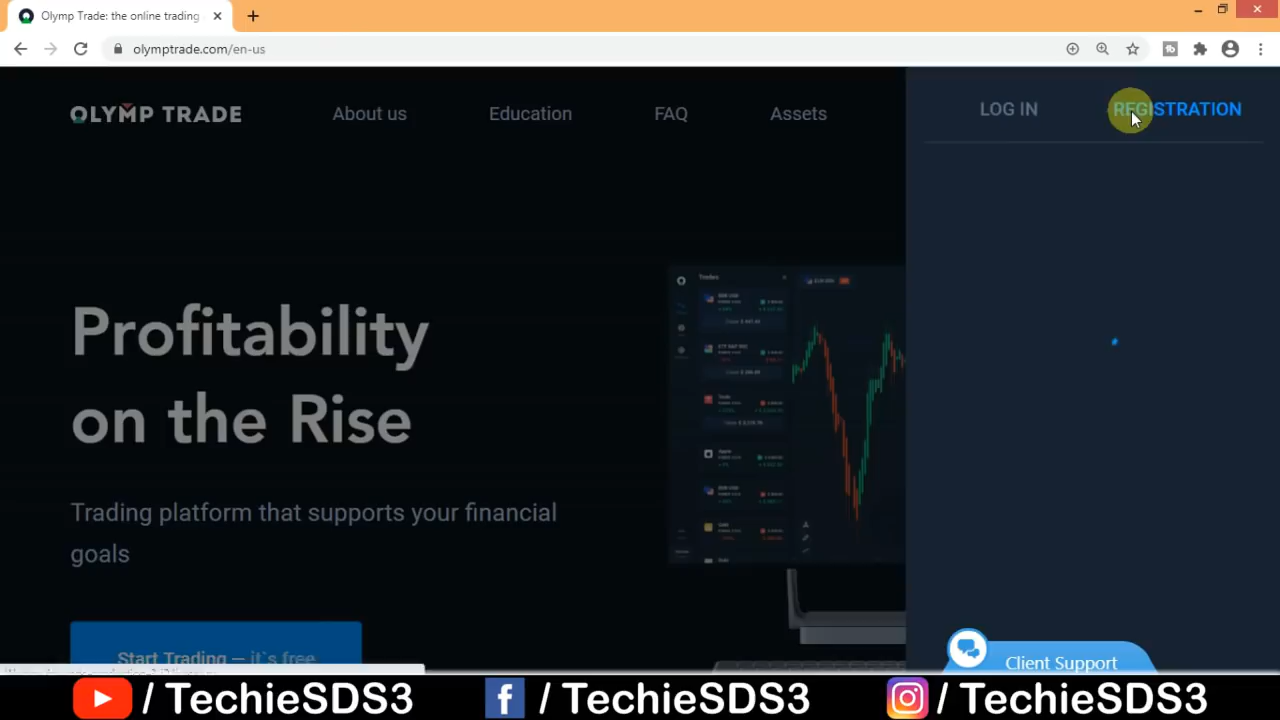 Olymp Trade: the online trading
olymptrade.com/en-us
OLYMP TRADE
About us
Education
FAQ
Assets
LOG IN
REGISTRATION
Profitability
on the Rise
Trading platform that supports your financial
goals
Start Trading — it`s free
Trades
Client Support
/ TechieSDS3
/ TechieSDS3
/ TechieSDS3